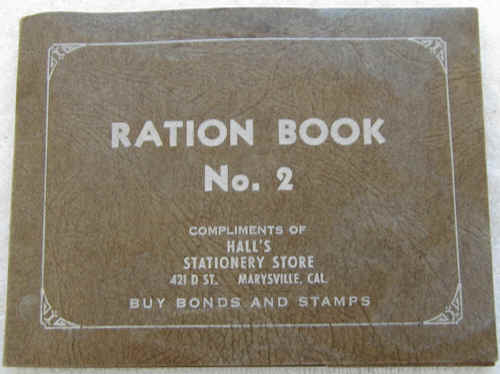 RATION BOOK
No. 2
COMPLIMENTS OF
HALL'S
STATIONERY STORE
421 D ST. MARYSVILLE, CAL.
BUY BONDS AND STAMPS